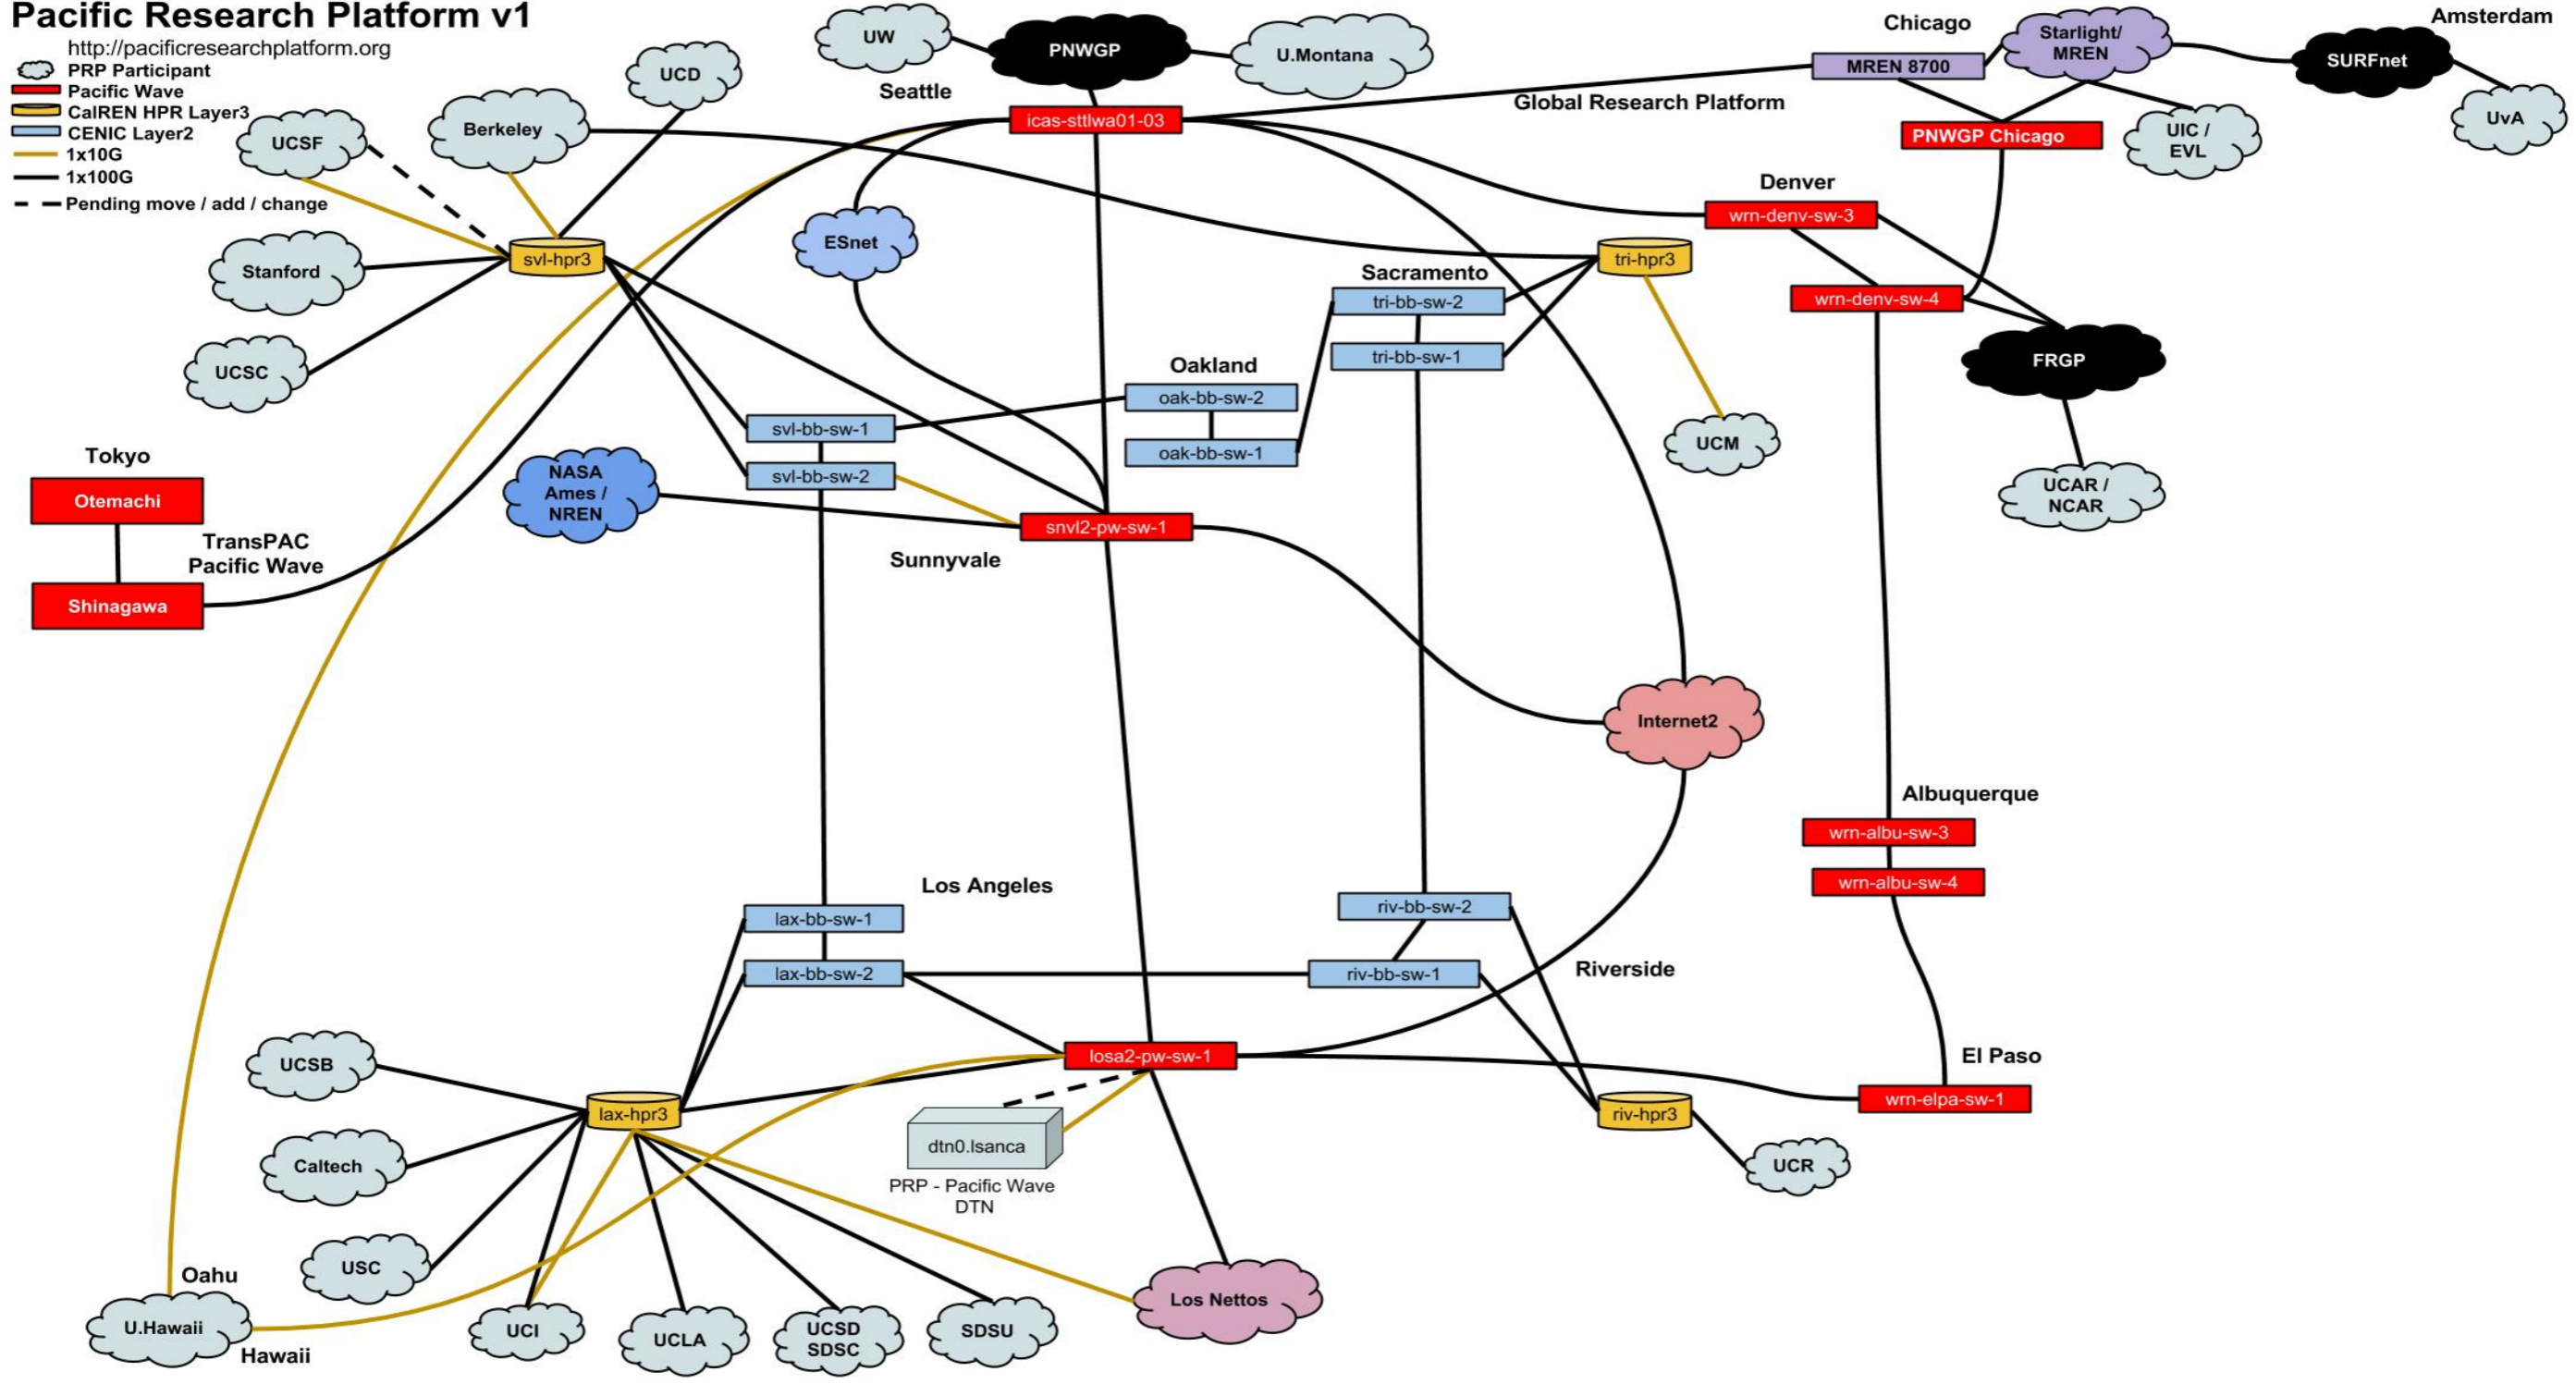 Pacific Research Platform v1
http://pacificresearchplatform.org
PRP Participant
Pacific Wave
CalREN HPR Layer3
CENIC Layer2
1x10G
1x100G
Pending move / add / change
UCSF
Berkeley
UCD
UW
PNWGP
U.Montana
Seattle
icas-sttlwa01-03
Global Research Platform
Chicago
MREN 8700
Starlight/
MREN
SURFnet
Amsterdam
UvA
PNWGP Chicago
UIC /
EVL
Denver
wrn-denv-sw-3
wrn-denv-sw-4
FRGP
UCAR /
NCAR
Stanford
svl-hpr3
UCSC
ESnet
Sacramento
tri-bb-sw-2
tri-bb-sw-1
tri-hpr3
UCM
Oakland
oak-bb-sw-2
oak-bb-sw-1
svl-bb-sw-1
svl-bb-sw-2
NASA
Ames /
NREN
snvl2-pw-sw-1
Sunnyvale
Tokyo
Otemachi
TransPAC
Pacific Wave
Shinagawa
Internet2
Albuquerque
wrn-albu-sw-3
wrn-albu-sw-4
Los Angeles
lax-bb-sw-1
lax-bb-sw-2
riv-bb-sw-2
riv-bb-sw-1
Riverside
losa2-pw-sw-1
El Paso
wrn-elpa-sw-1
UCSB
lax-hpr3
riv-hpr3
UCR
Caltech
dtn0.lsanca
PRP - Pacific Wave
DTN
USC
Oahu
U.Hawaii
Hawaii
UCI
UCLA
UCSD
SDSC
SDSU
Los Nettos